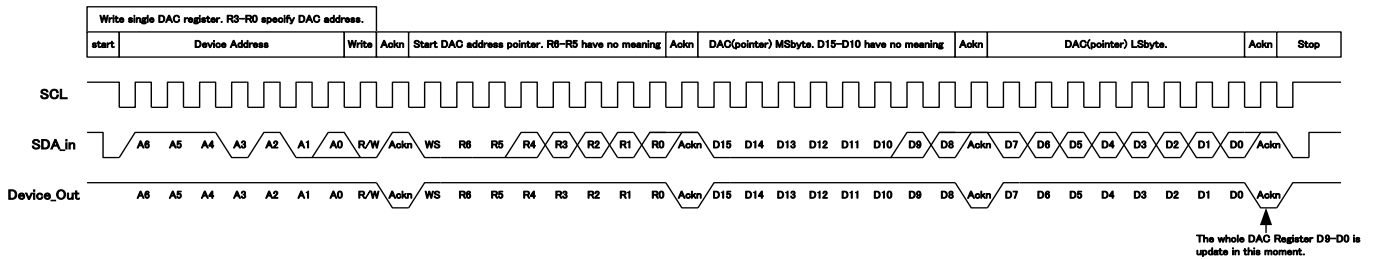 Write single DAC register. R3-R0 specify DAC address.
start Device Address Write Ackn Start DAC address pointer. R6-R5 have no meaning Ackn DAC(pointer) MSbyte. D15-D10 have no meaning Ackn DAC(pointer) LSbyte. Ackn Stop
SCL
SDA_in A6 A5 A4 A3 A2 A1 A0 R/W Ackn WS R6 R5 R4 R3 R2 R1 R0 Ackn D15 D14 D13 D12 D11 D10 D9 D8 Ackn D7 D6 D5 D4 D3 D2 D1 D0 Ackn
Device_Out A6 A5 A4 A3 A2 A1 A0 R/W Ackn WS R6 R5 R4 R3 R2 R1 R0 Ackn D15 D14 D13 D12 D11 D10 D9 D8 Ackn D7 D6 D5 D4 D3 D2 D1 D0 Ackn
The whole DAC Register D9-D0 is
update in this moment.